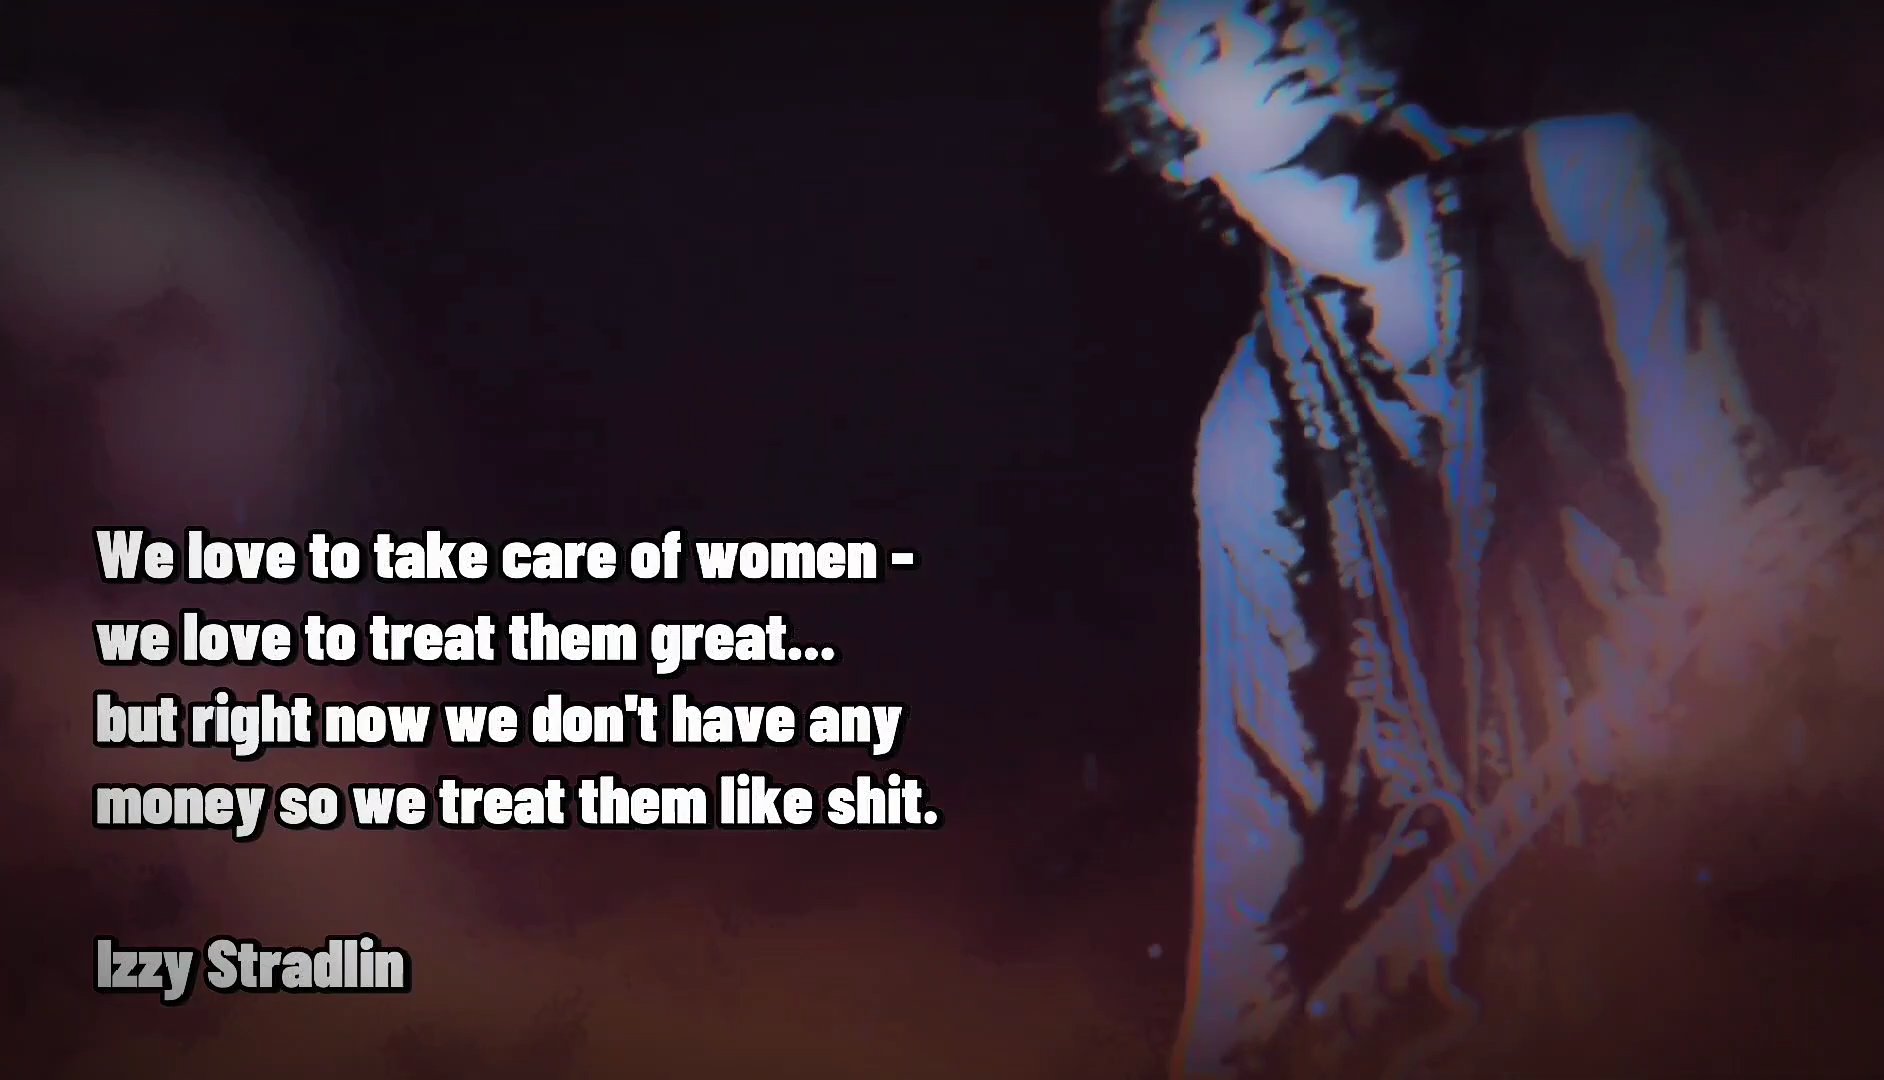 We love to take care of women -
we love to treat them great...
but right now we don't have any
money so we treat them like shit.
Izzy Stradlin